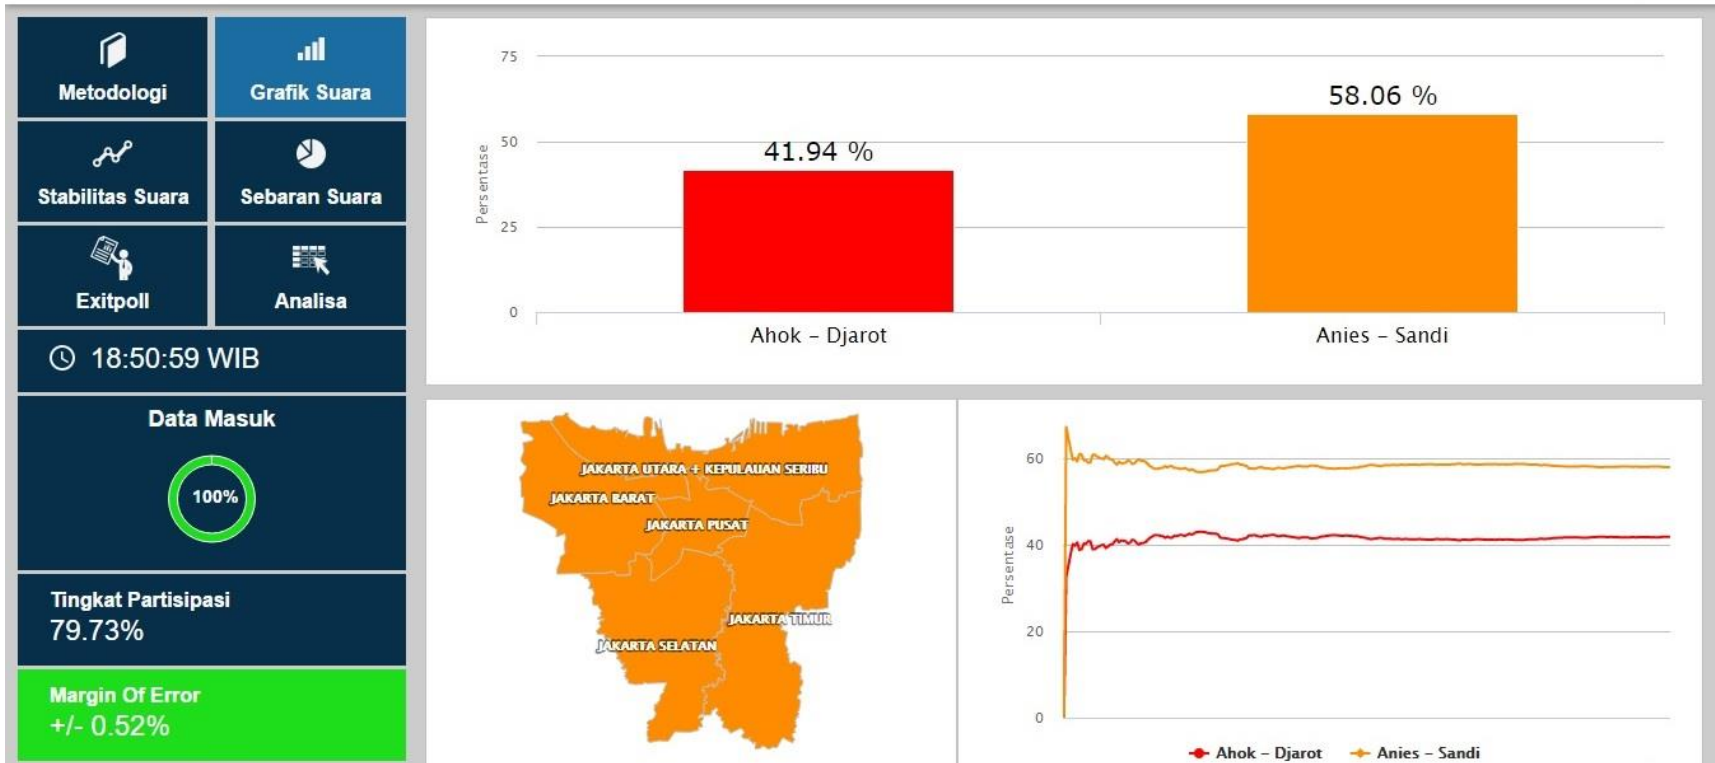 Metodologi
Grafik Suara
Stabilitas Suara
Sebaran Suara
Exitpoll
Analisa
18:50:59 WIB
Data Masuk
100%
Tingkat Partisipasi
79.73%
Margin Of Error
+/- 0.52%
75
50
25
0
Persentase
41.94 %
58.06 %
Ahok – Djarot
Anies – Sandi
JAKARTA UTARA + KEPULAUAN SERIBU
JAKARTA BARAT
JAKARTA PUSAT
JAKARTA TIMUR
JAKARTA SELATAN
60
40
20
0
Persentase
Ahok – Djarot
Anies – Sandi